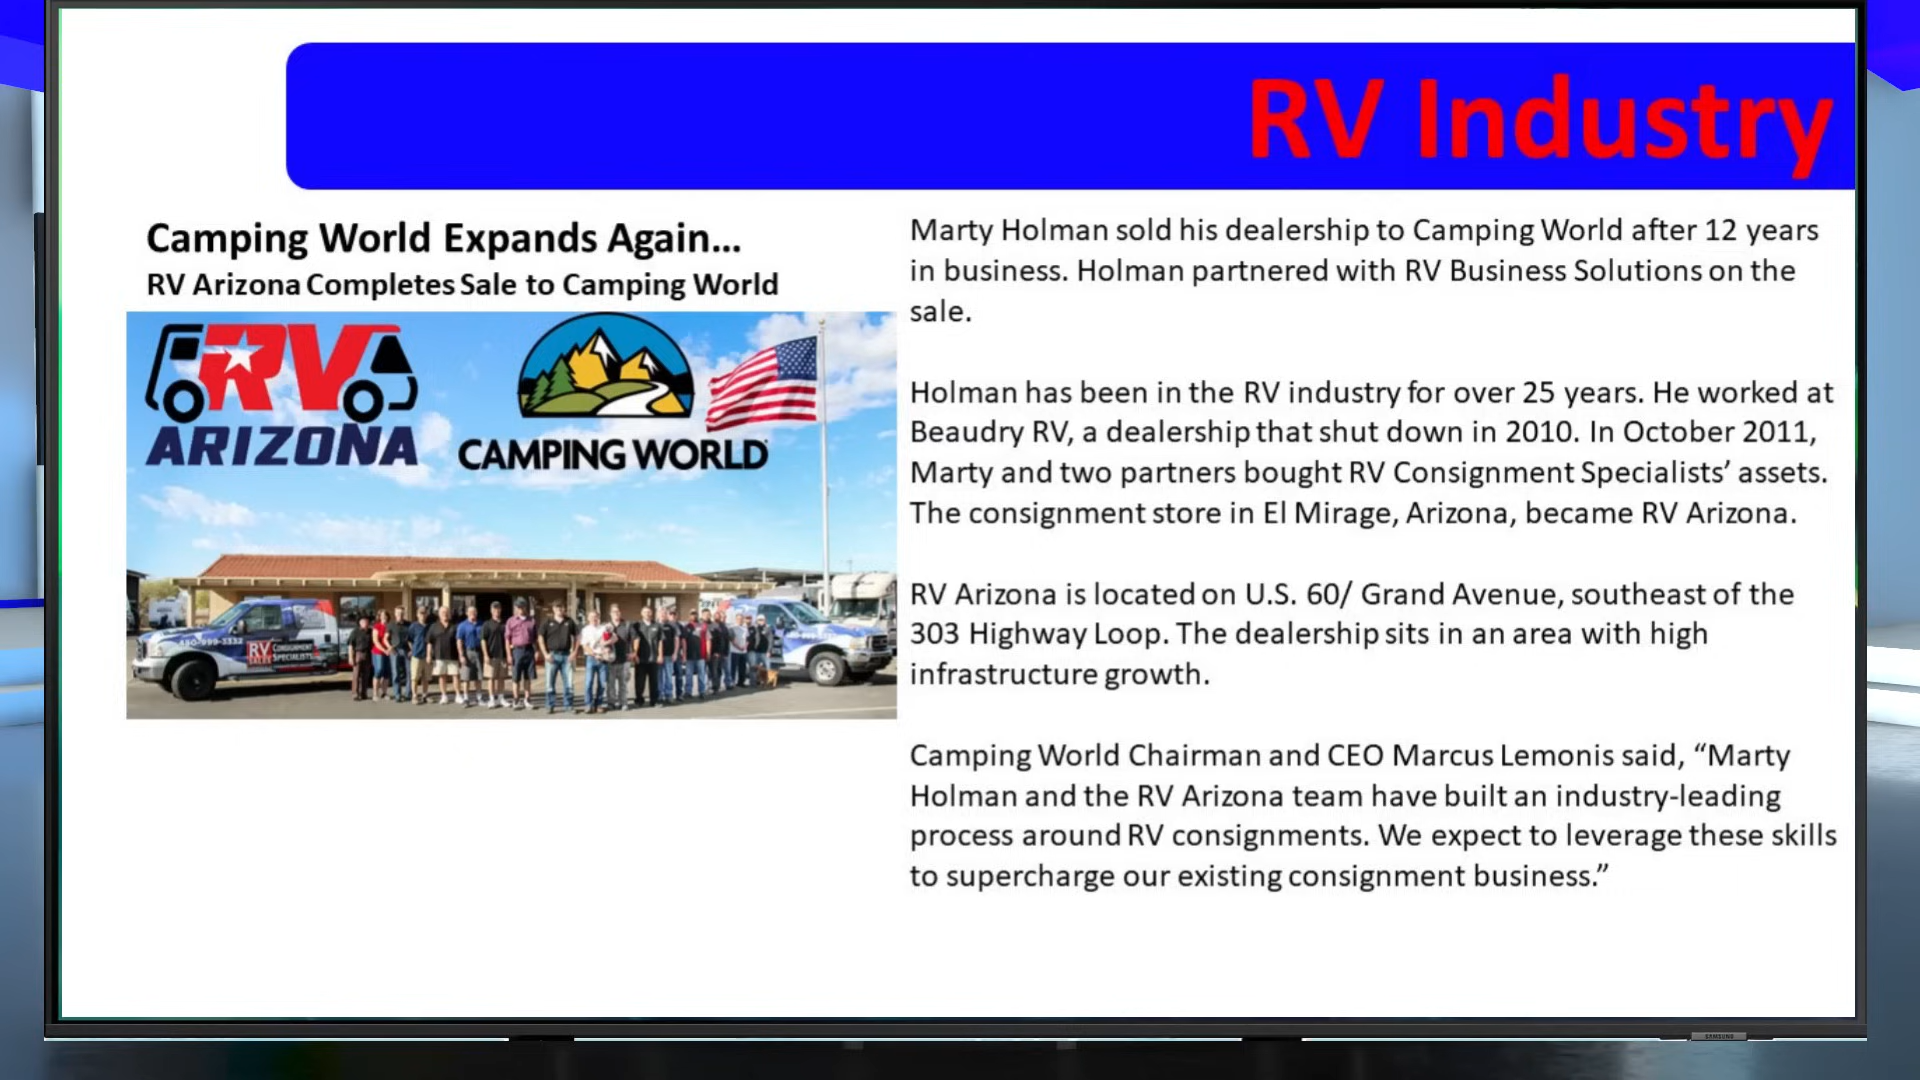 RV Industry
Camping World Expands Again...
RV Arizona Completes Sale to Camping World
RV
ARIZONA
CAMPING WORLD
480-999-3332
RV
CONSIGNMENT
SPECIALISTS
Marty Holman sold his dealership to Camping World after 12 years
in business. Holman partnered with RV Business Solutions on the
sale.
Holman has been in the RV industry for over 25 years. He worked at
Beaudry RV, a dealership that shut down in 2010. In October 2011,
Marty and two partners bought RV Consignment Specialists’ assets.
The consignment store in El Mirage, Arizona, became RV Arizona.
RV Arizona is located on U.S. 60/ Grand Avenue, southeast of the
303 Highway Loop. The dealership sits in an area with high
infrastructure growth.
Camping World Chairman and CEO Marcus Lemonis said, “Marty
Holman and the RV Arizona team have built an industry-leading
process around RV consignments. We expect to leverage these skills
to supercharge our existing consignment business.”
SAMSUNG